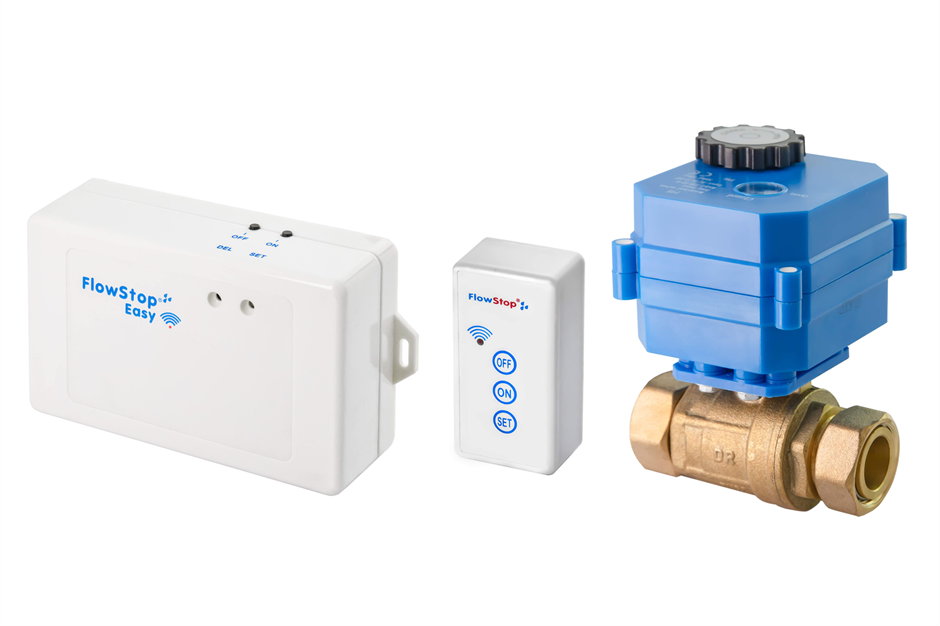 OFF ON
DEL SET
FlowStop®
Easy
FlowStop®
OFF
ON
SET
DR